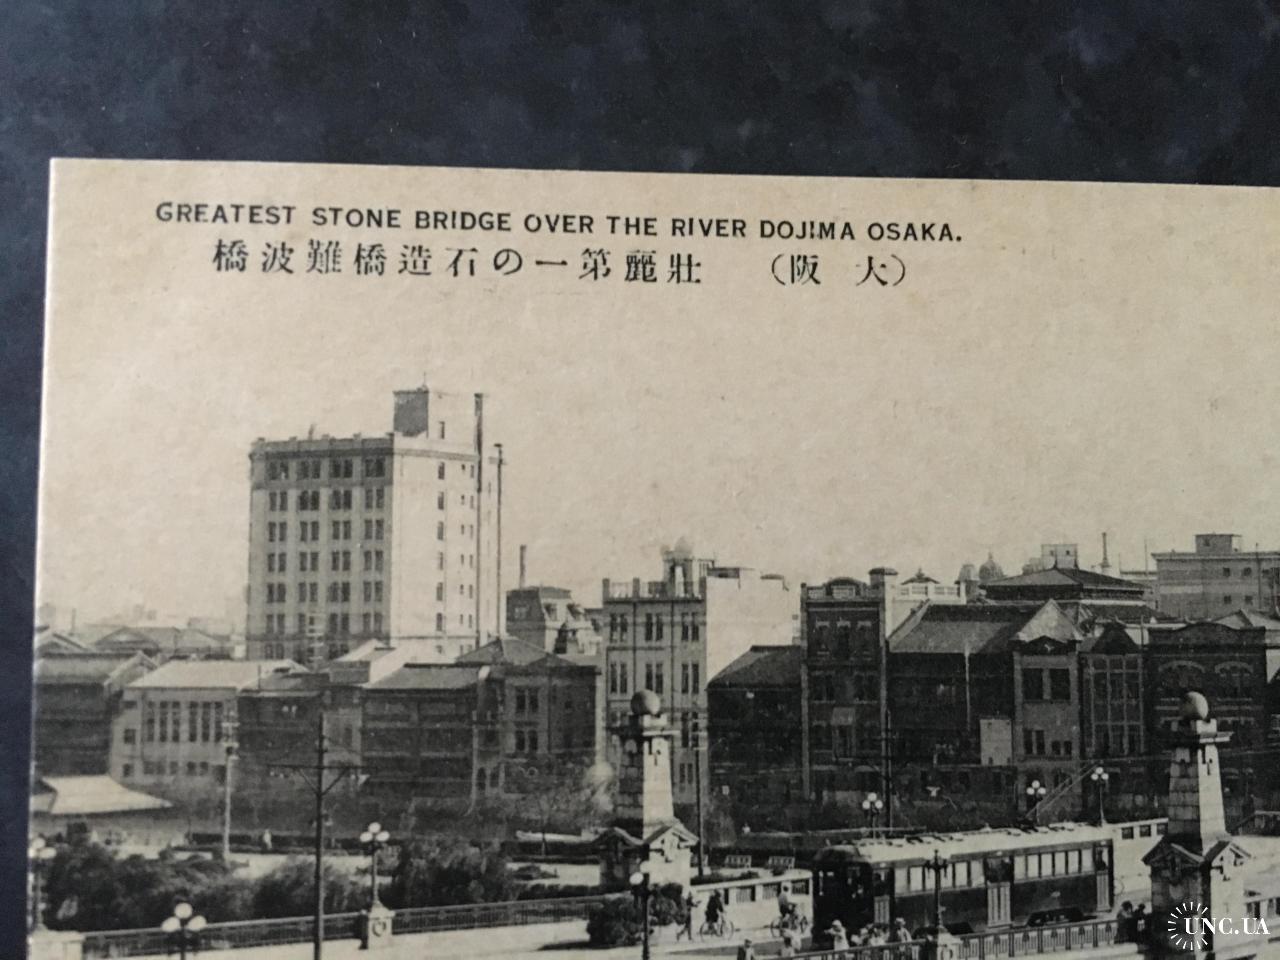 GREATEST STONE BRIDGE OVER THE RIVER DOJIMA OSAKA.
（大阪） 壯麗第一の石造橋難波橋
UNC.UA